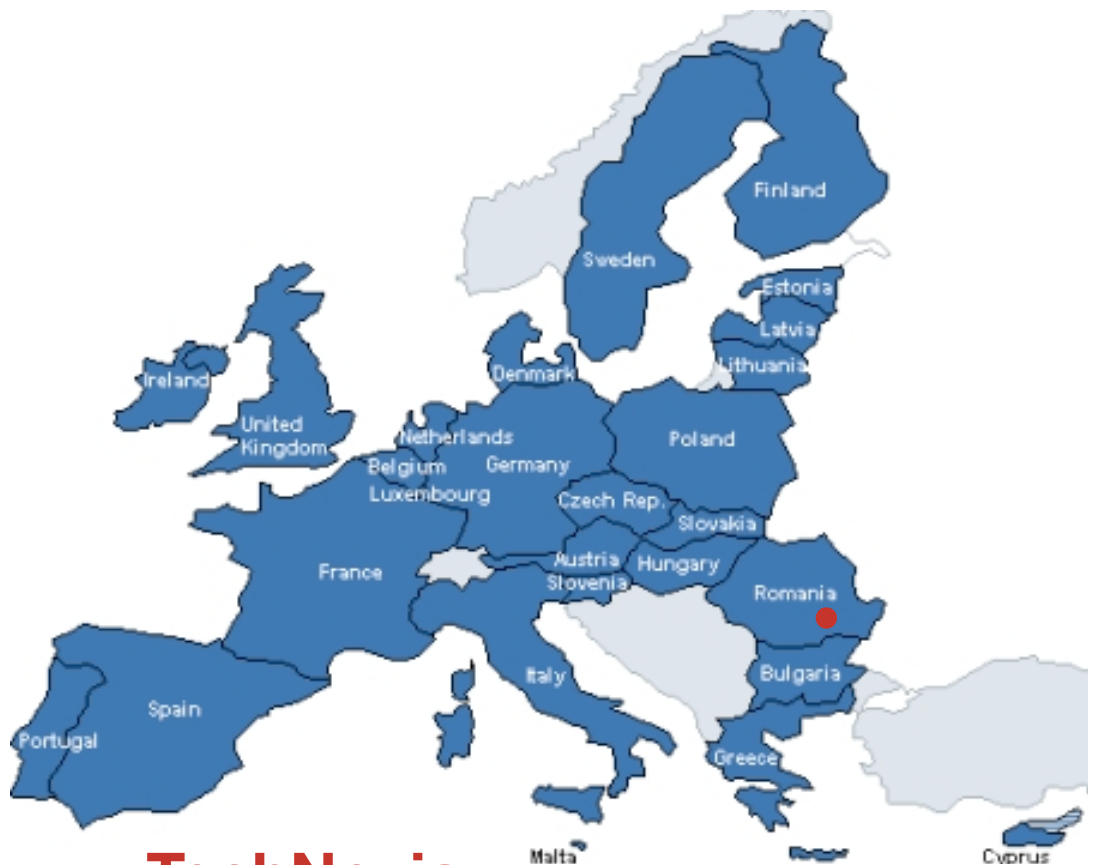 Finland
Sweden
Estonia
Latvia
Lithuania
Denmark
Ireland
United
Kingdom
Netherlands
Poland
Belgium
Germany
Luxembourg
Czech Rep.
Slovakia
Austria
Hungary
France
Slovenia
Romania
Italy
Bulgaria
Spain
Portugal
Greece
Malta
Cyprus